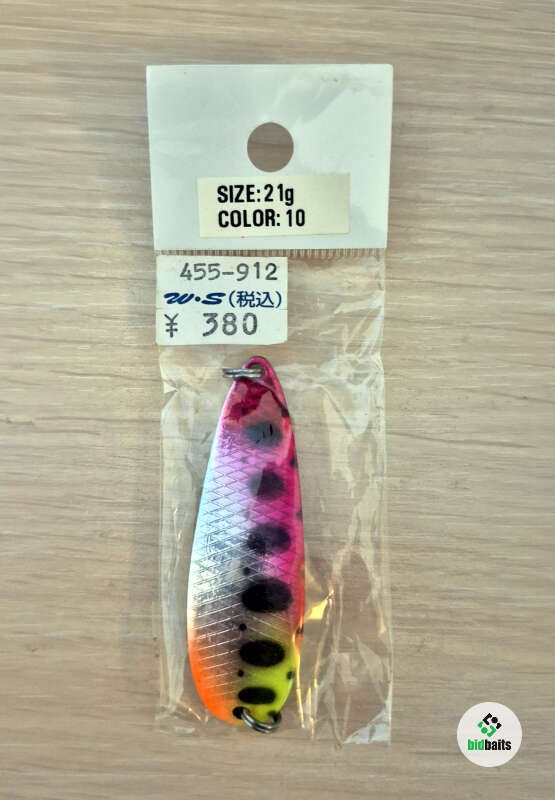 SIZE: 21g
COLOR: 10
455-912
W・S(税込)
¥ 380
bidbaits